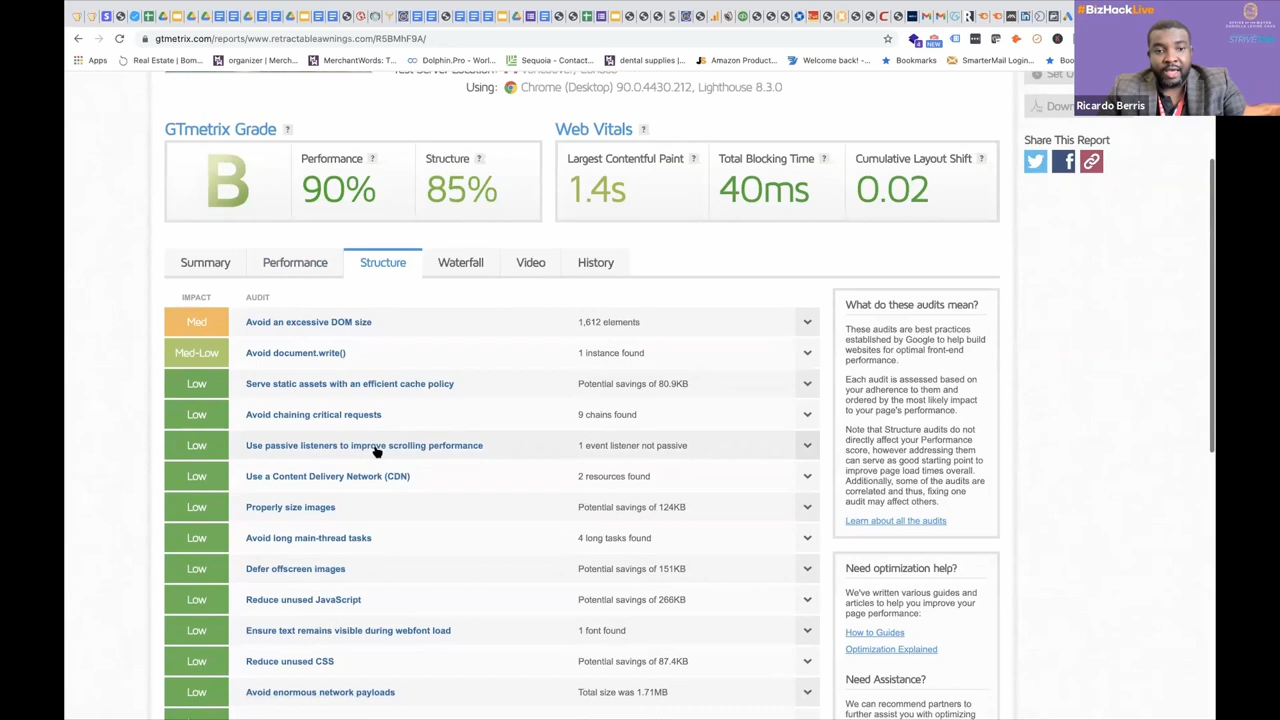 gtmetrix.com/reports/www.retractableawnings.com/R5BMhF9A/
#BizHackLive
Apps
Real Estate | Bom...
organizer | Merch...
MerchantWords: T...
Dolphin.Pro - Worl...
Sequoia - Contact...
dental supplies |...
Amazon Product...
Welcome back! -...
Bookmarks
SmarterMail Login...
Ricardo Berris
Using: Chrome (Desktop) 90.0.4430.212, Lighthouse 8.3.0
Share This Report
GTmetrix Grade ?
Web Vitals ?
B
Performance ?
90%
Structure ?
85%
Largest Contentful Paint ?
1.4s
Total Blocking Time ?
40ms
Cumulative Layout Shift ?
0.02
Summary
Performance
Structure
Waterfall
Video
History
IMPACT AUDIT
Med Avoid an excessive DOM size 1,612 elements
Med-Low Avoid document.write() 1 instance found
Low Serve static assets with an efficient cache policy Potential savings of 80.9KB
Low Avoid chaining critical requests 9 chains found
Low Use passive listeners to improve scrolling performance 1 event listener not passive
Low Use a Content Delivery Network (CDN) 2 resources found
Low Properly size images Potential savings of 124KB
Low Avoid long main-thread tasks 4 long tasks found
Low Defer offscreen images Potential savings of 151KB
Low Reduce unused JavaScript Potential savings of 266KB
Low Ensure text remains visible during webfont load 1 font found
Low Reduce unused CSS Potential savings of 87.4KB
Low Avoid enormous network payloads Total size was 1.71MB
What do these audits mean?
These audits are best practices
established by Google to help build
websites for optimal front-end
performance.
Each audit is assessed based on
your adherence to them and
ordered by the most likely impact
to your page's performance.
Note that Structure audits do not
directly affect your Performance
score, however addressing them
can serve as good starting point to
improve page load times overall.
Additionally, some of the audits are
correlated and thus, fixing one
audit may affect others.
Learn about all the audits
Need optimization help?
We've written various guides and
articles to help you improve your
page performance:
How to Guides
Optimization Explained
Need Assistance?
We can recommend partners to
further assist you with optimizing